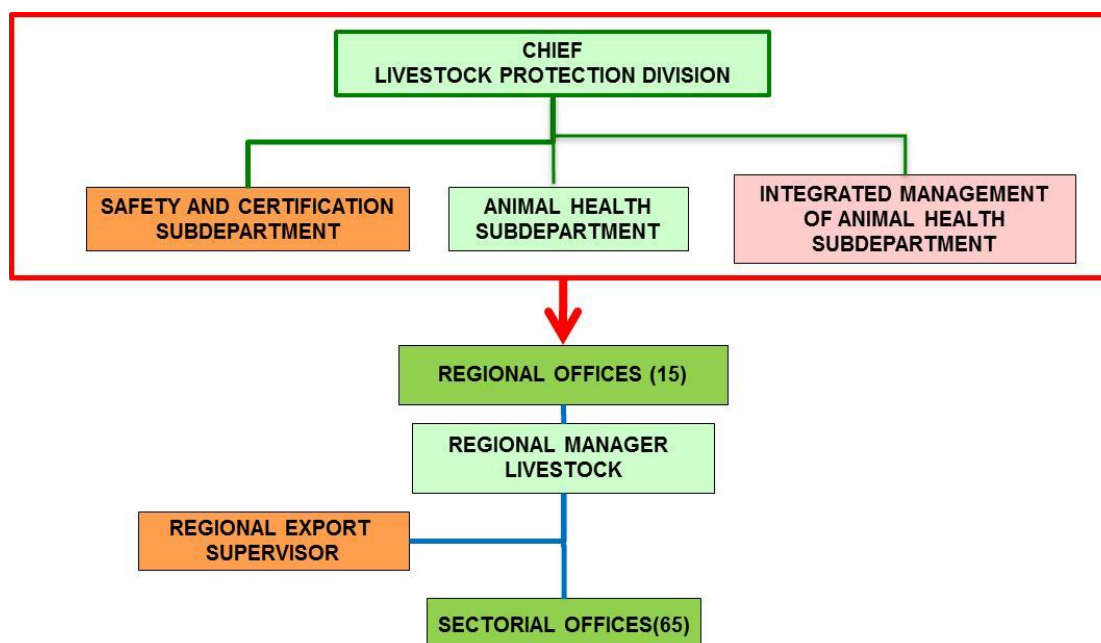 CHIEF
LIVESTOCK PROTECTION DIVISION
SAFETY AND CERTIFICATION
SUBDEPARTMENT
ANIMAL HEALTH
SUBDEPARTMENT
INTEGRATED MANAGEMENT
OF ANIMAL HEALTH
SUBDEPARTMENT
REGIONAL OFFICES (15)
REGIONAL MANAGER
LIVESTOCK
REGIONAL EXPORT
SUPERVISOR
SECTORIAL OFFICES(65)